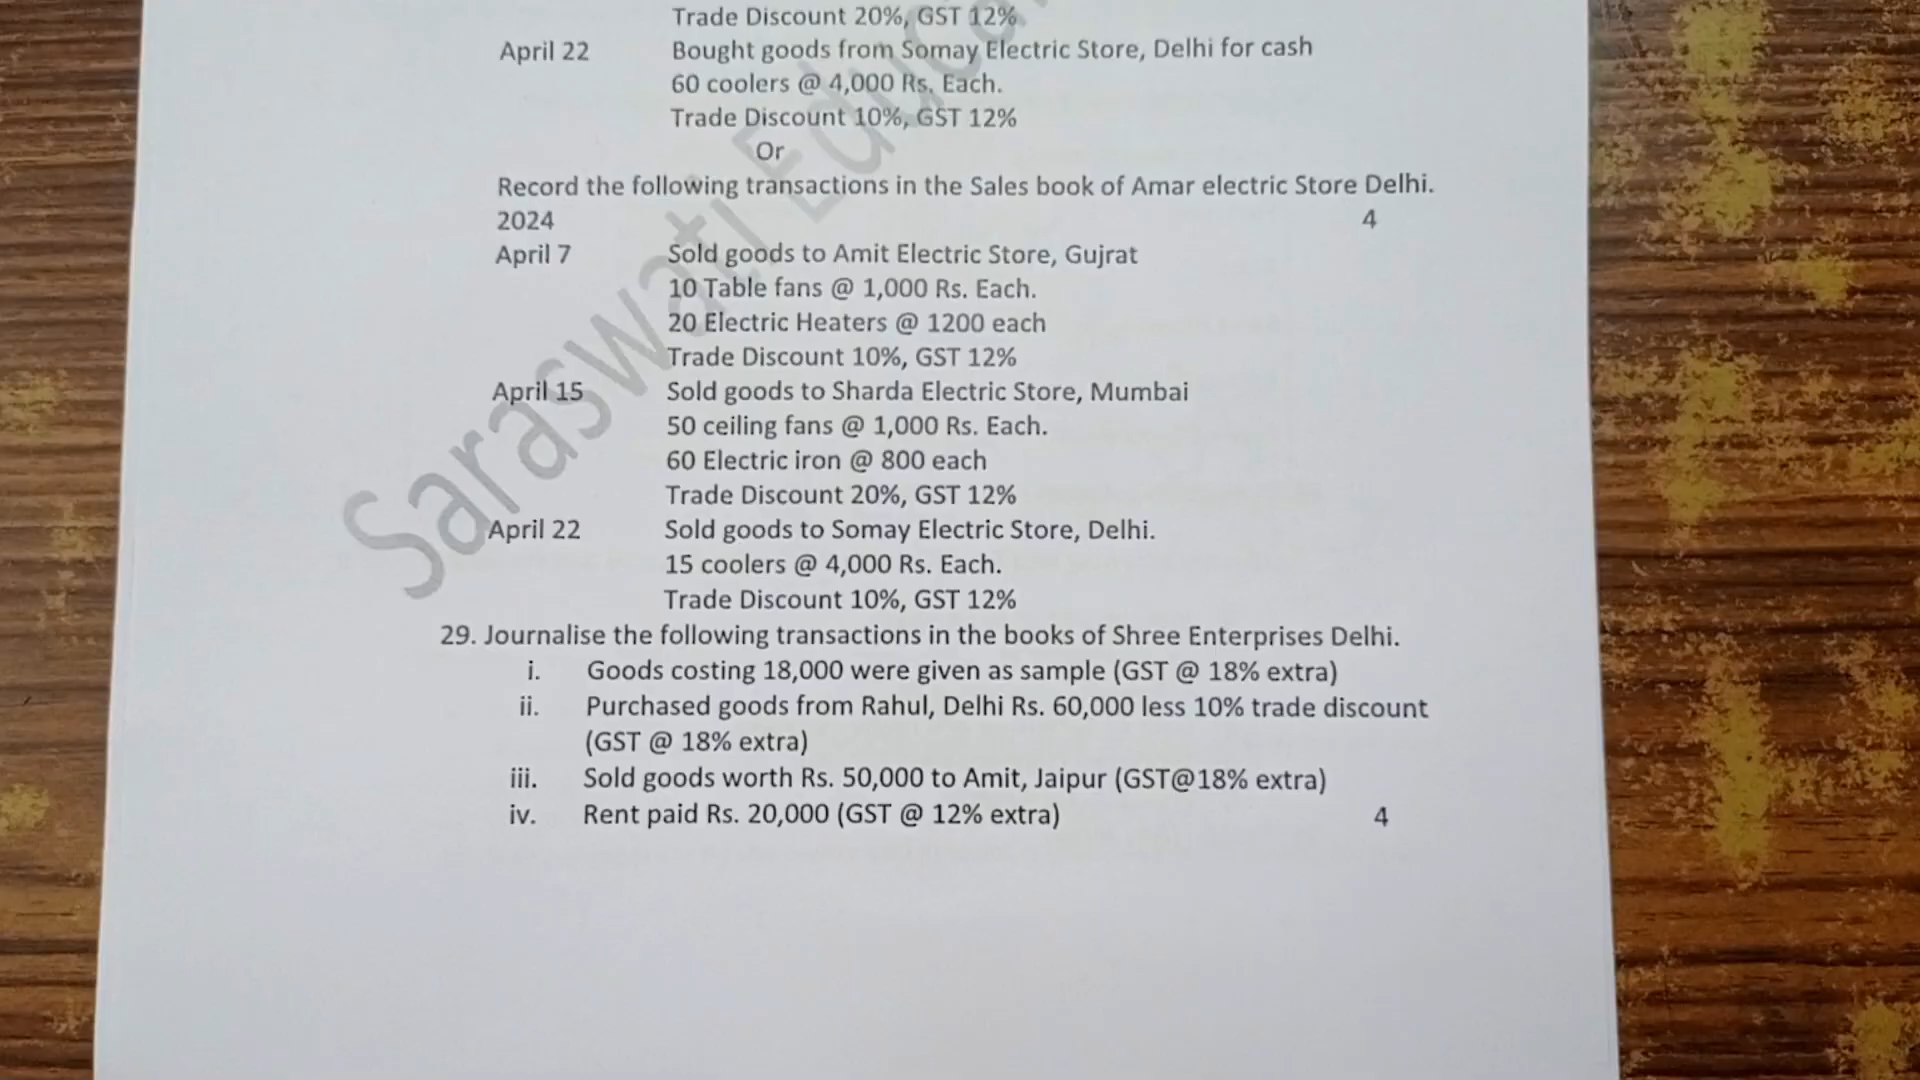 Trade Discount 20%, GST 12%
April 22 Bought goods from Somay Electric Store, Delhi for cash
60 coolers @ 4,000 Rs. Each.
Trade Discount 10%, GST 12%
Or
Record the following transactions in the Sales book of Amar electric Store Delhi.
2024 4
April 7 Sold goods to Amit Electric Store, Gujrat
10 Table fans @ 1,000 Rs. Each.
20 Electric Heaters @ 1200 each
Trade Discount 10%, GST 12%
April 15 Sold goods to Sharda Electric Store, Mumbai
50 ceiling fans @ 1,000 Rs. Each.
60 Electric iron @ 800 each
Trade Discount 20%, GST 12%
April 22 Sold goods to Somay Electric Store, Delhi.
15 coolers @ 4,000 Rs. Each.
Trade Discount 10%, GST 12%
29. Journalise the following transactions in the books of Shree Enterprises Delhi.
i. Goods costing 18,000 were given as sample (GST @ 18% extra)
ii. Purchased goods from Rahul, Delhi Rs. 60,000 less 10% trade discount
(GST @ 18% extra)
iii. Sold goods worth Rs. 50,000 to Amit, Jaipur (GST@18% extra)
iv. Rent paid Rs. 20,000 (GST @ 12% extra) 4
Saraswati